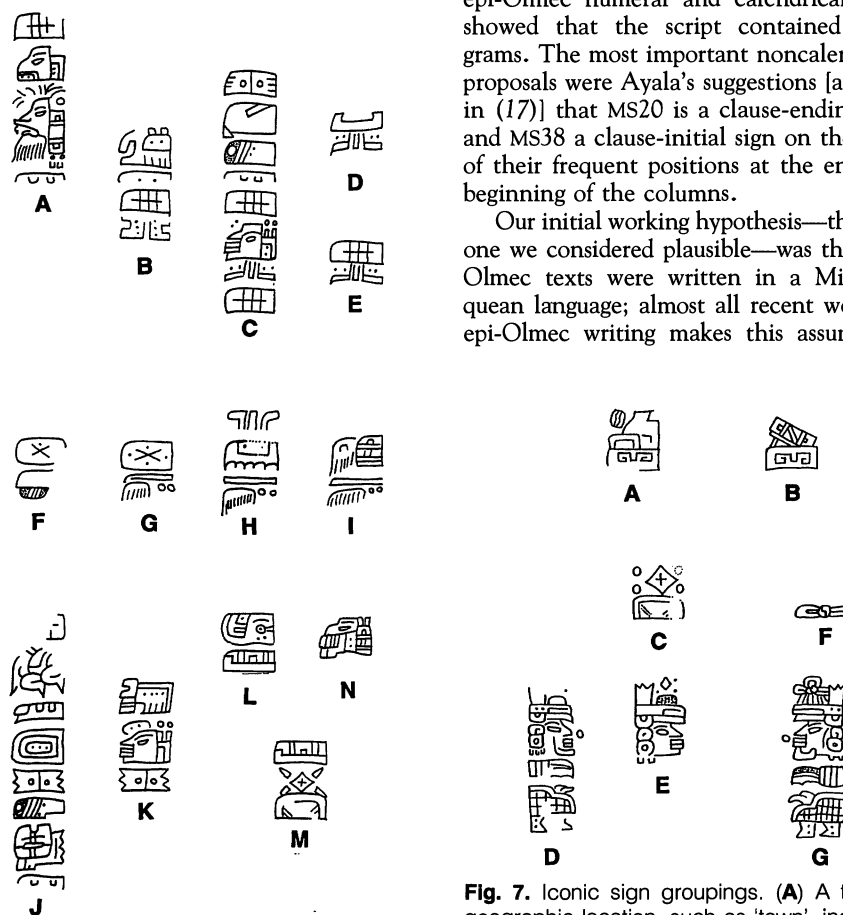 epi-Olmec numeral and calendrical
showed that the script contained
grams. The most important noncaler
proposals were Ayala's suggestions [a
in (17)] that MS20 is a clause-endin
and MS38 a clause-initial sign on th
of their frequent positions at the en
beginning of the columns.
Our initial working hypothesis—th
one we considered plausible—was tha
Olmec texts were written in a Mi
quean language; almost all recent wo
epi-Olmec writing makes this assur
A
B
C
D
E
F
G
H
I
J
K
L
N
M
A
B
C
F
D
E
G
Fig. 7. Iconic sign groupings. (A) A f
geographic location, such as 'town', in